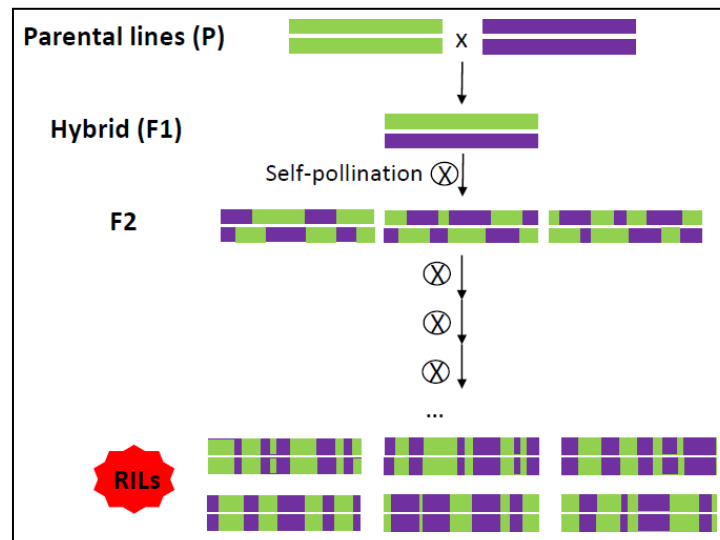 Parental lines (P)
x
Hybrid (F1)
Self-pollination X
F2
X
X
X
...
RILs